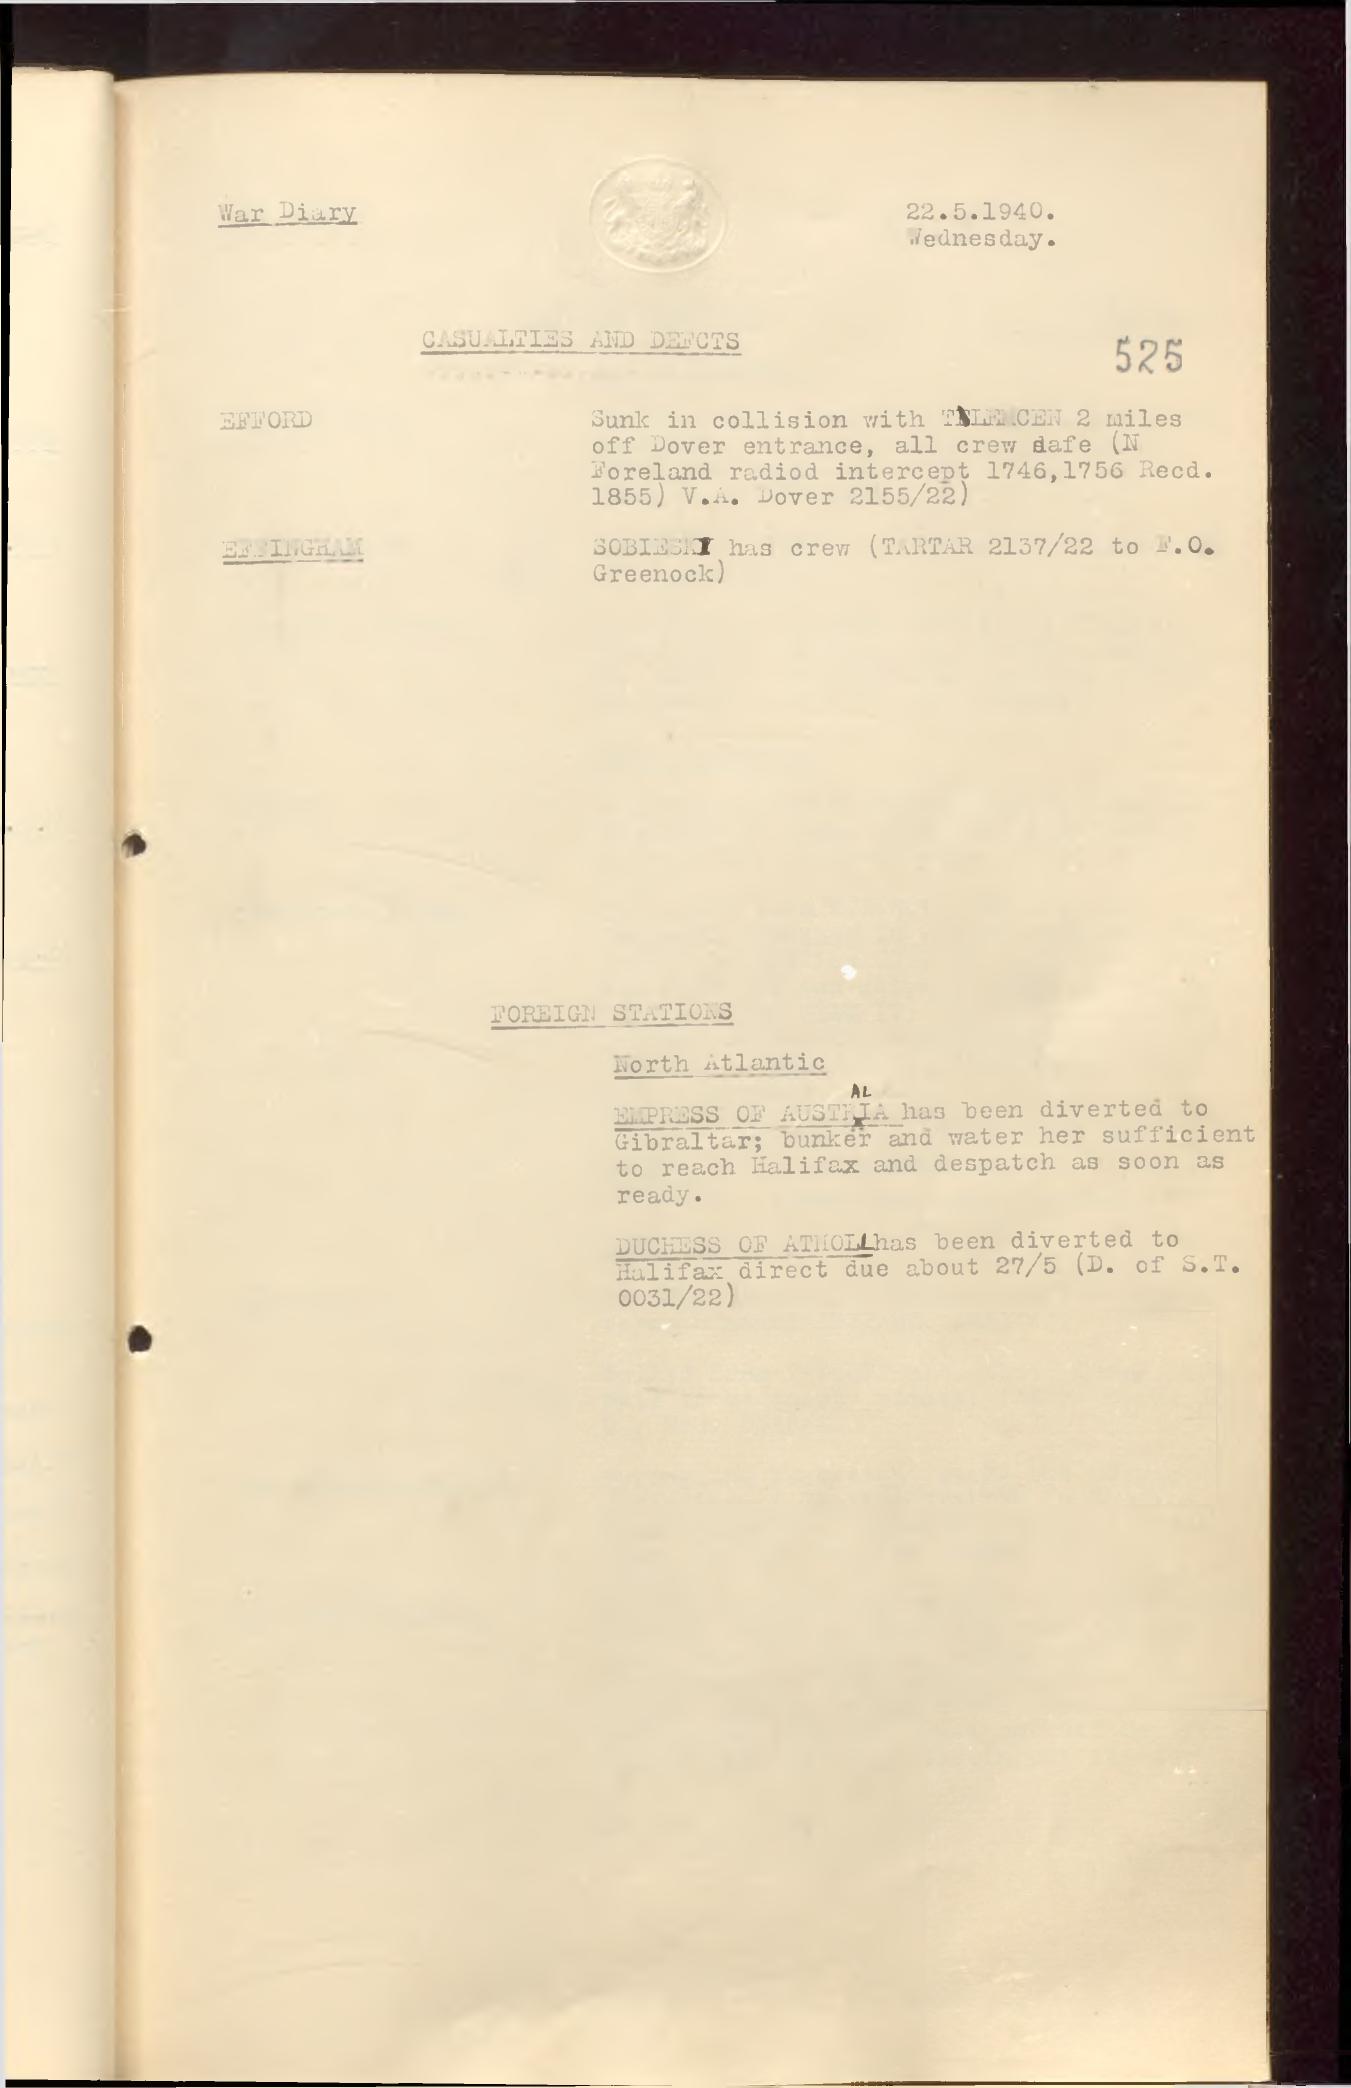 War Diary
22.5.1940.
Wednesday.
CASUALTIES AND DEFCTS
525
EFFORD
Sunk in collision with TLEMCEN 2 miles
off Dover entrance, all crew dafe (N
Foreland radiod intercept 1746,1756 Recd.
1855) V.A. Dover 2155/22)
EFFINGHAM
SOBIESKI has crew (TARTAR 2137/22 to F.O.
Greenock)
FOREIGN STATIONS
North Atlantic
AL
EMPRESS OF AUSTRIA has been diverted to
Gibraltar; bunker and water her sufficient
to reach Halifax and despatch as soon as
ready.
DUCHESS OF ATHOLL has been diverted to
Halifax direct due about 27/5 (D. of S.T.
0031/22)